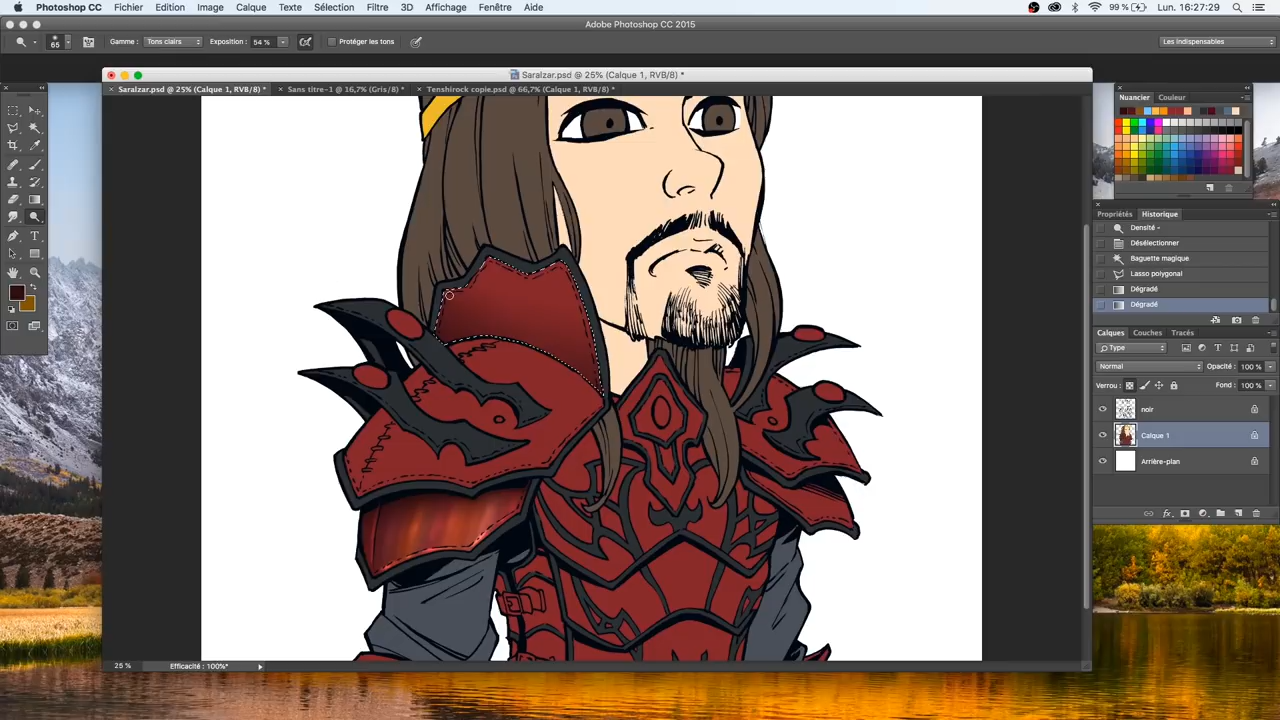 Photoshop CC Fichier Edition Image Calque Texte Sélection Filtre 3D Affichage Fenêtre Aide 99 % Lun. 16:27:29
Adobe Photoshop CC 2015
65 Gamme : Tons clairs Exposition : 54 % Protéger les tons Les indispensables
Saralzar.psd @ 25% (Calque 1, RVB/8) *
Saralzar.psd @ 25% (Calque 1, RVB/8) * Sans titre-1 @ 16,7% (Gris/8) * Tenshirock copie.psd @ 66,7% (Calque 1, RVB/8) *
Nuancier Couleur
Propriétés Historique
Densité -
Désélectionner
Baguette magique
Lasso polygonal
Dégradé
Dégradé
Calques Couches Tracés
Type
Normal Opacité : 100 %
Verrou : Fond : 100 %
noir
Calque 1
Arrière-plan
25 % Efficacité : 100%*